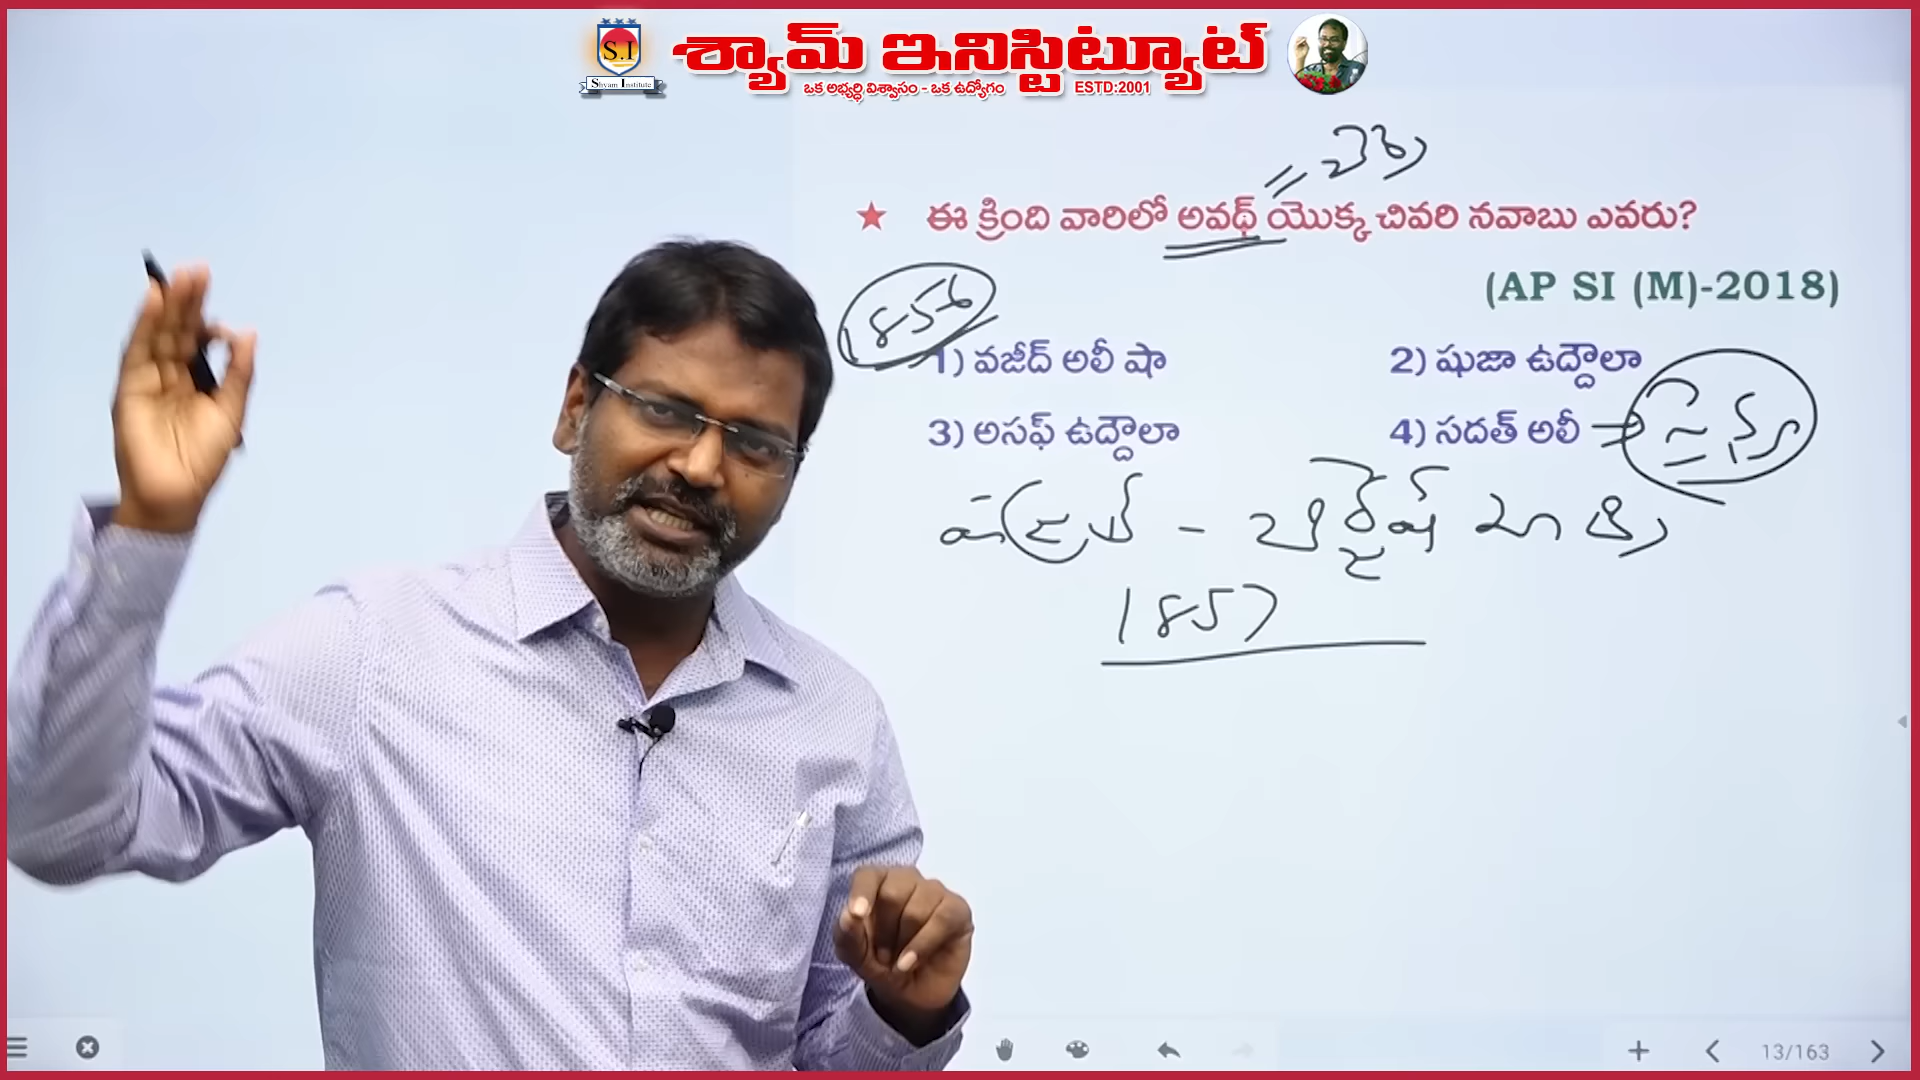 S.I
Shyam Institute
శ్యామ్ ఇనిస్టిట్యూట్
ఒక అభ్యర్థి విశ్వాసం - ఒక ఉద్యోగం ESTD:2001
★ ఈ క్రింది వారిలో అవధ్ యొక్క చివరి నవాబు ఎవరు?
(AP SI (M)-2018)
1856
1) వజీద్ అలీ షా 2) షుజా ఉద్దౌలా
3) అసఫ్ ఉద్దౌలా 4) సదత్ అలీ
1857
13/163